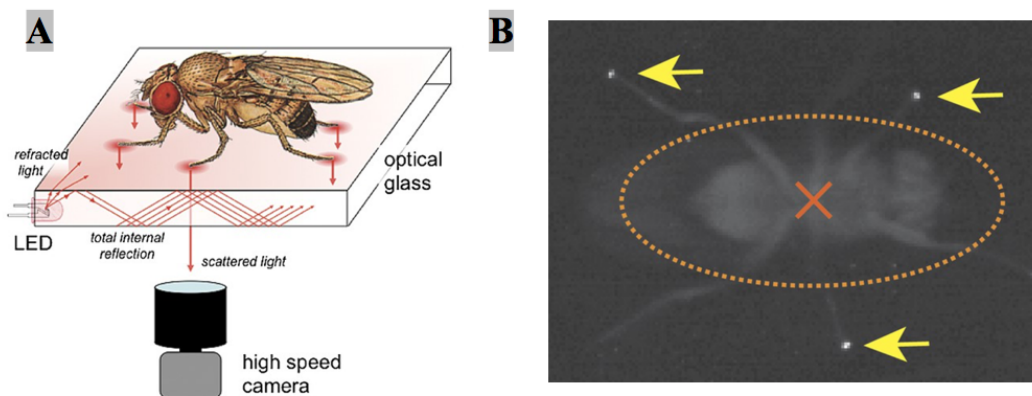 A
B
refracted
light
optical
glass
LED
total internal
reflection
scattered light
high speed
camera